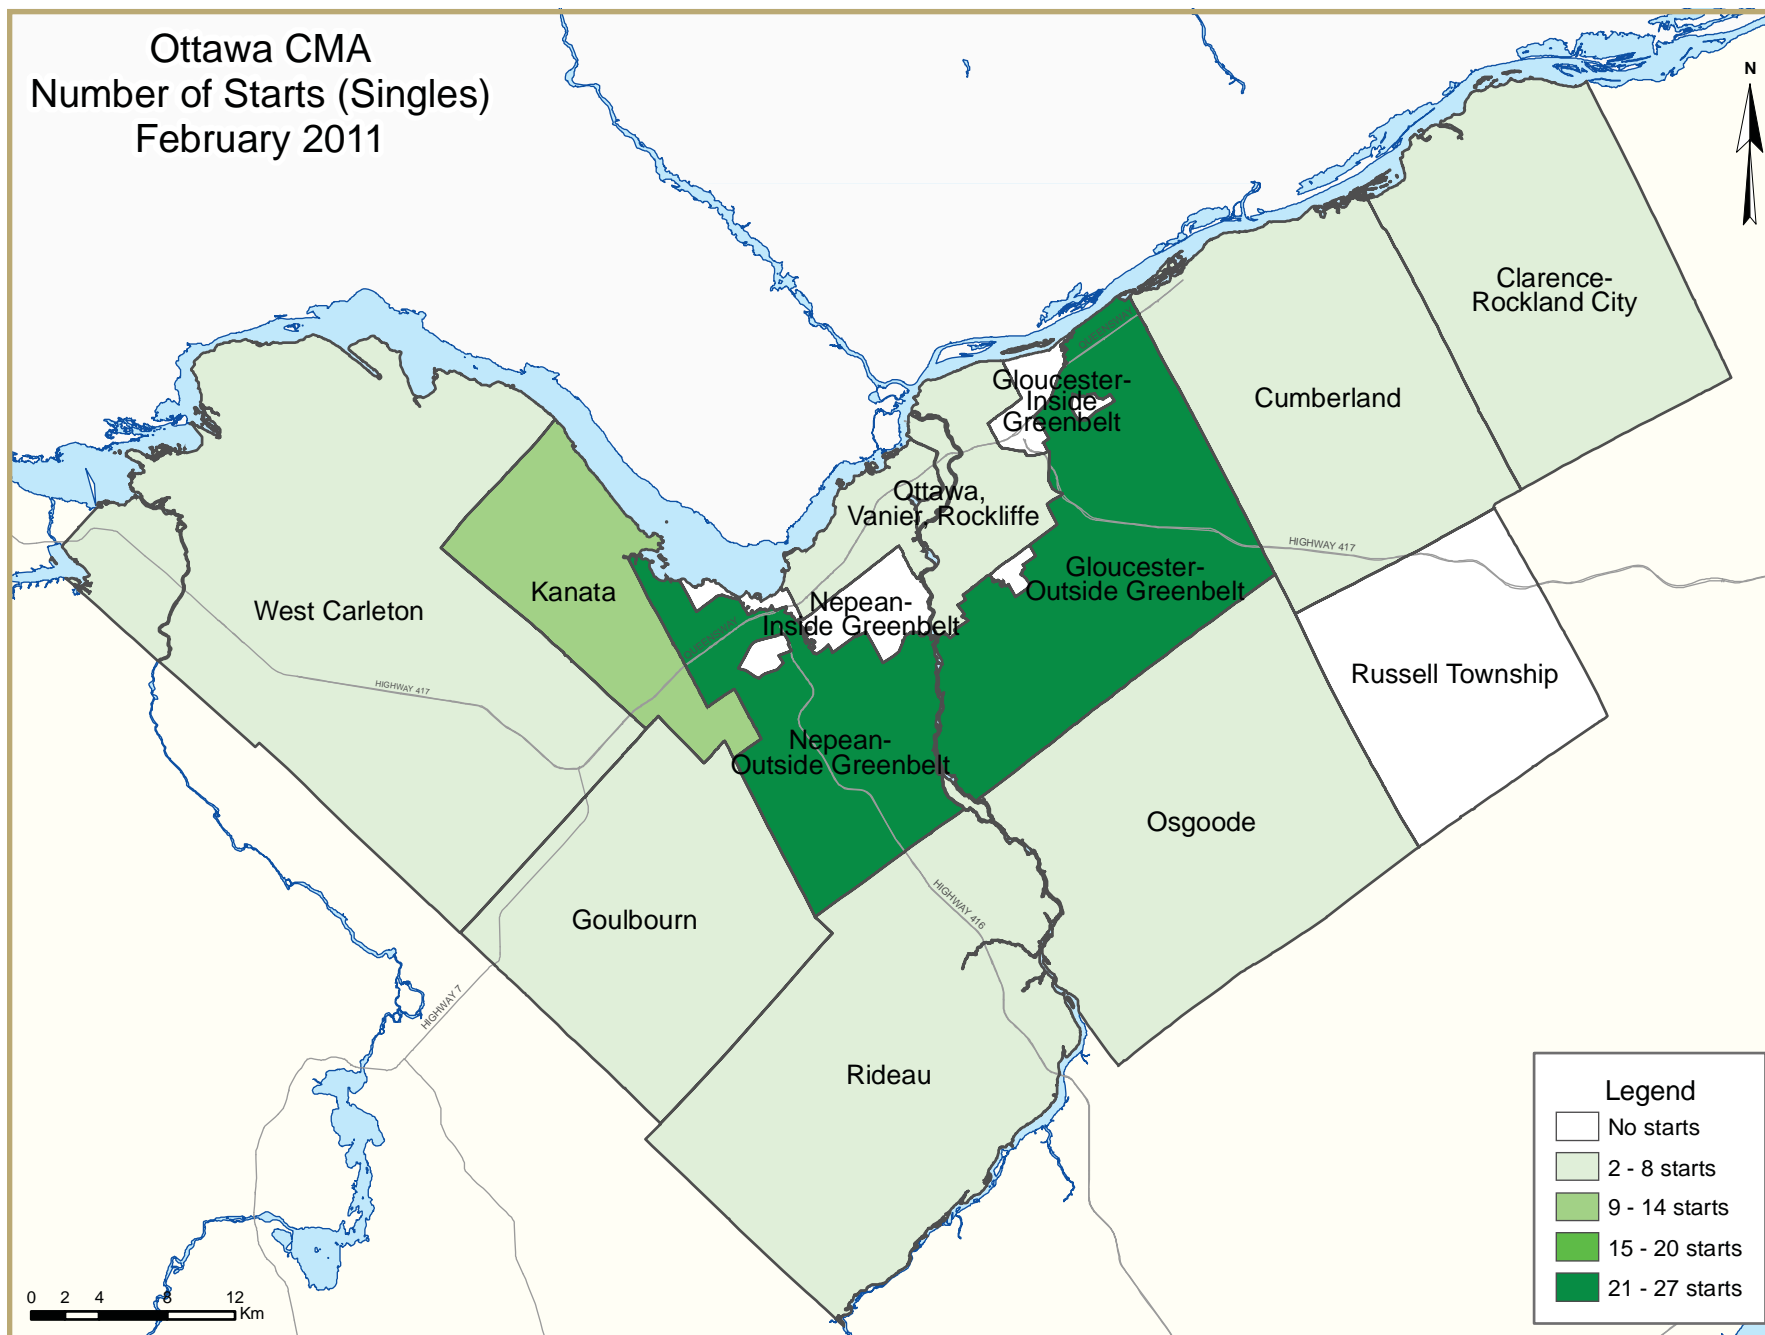 Ottawa CMA
Number of Starts (Singles)
February 2011
N
Clarence-
Rockland City
QUEENSWAY
Gloucester-
Inside
Greenbelt
Cumberland
Ottawa,
Vanier, Rockliffe
HIGHWAY 417
Gloucester-
Outside Greenbelt
Kanata
West Carleton
Nepean-
Inside Greenbelt
QUEENSWAY
Russell Township
HIGHWAY 417
Nepean-
Outside Greenbelt
Osgoode
Goulbourn
HIGHWAY 416
HIGHWAY 7
Rideau
Legend
No starts
2 - 8 starts
9 - 14 starts
15 - 20 starts
21 - 27 starts
0 2 4 8 12
Km